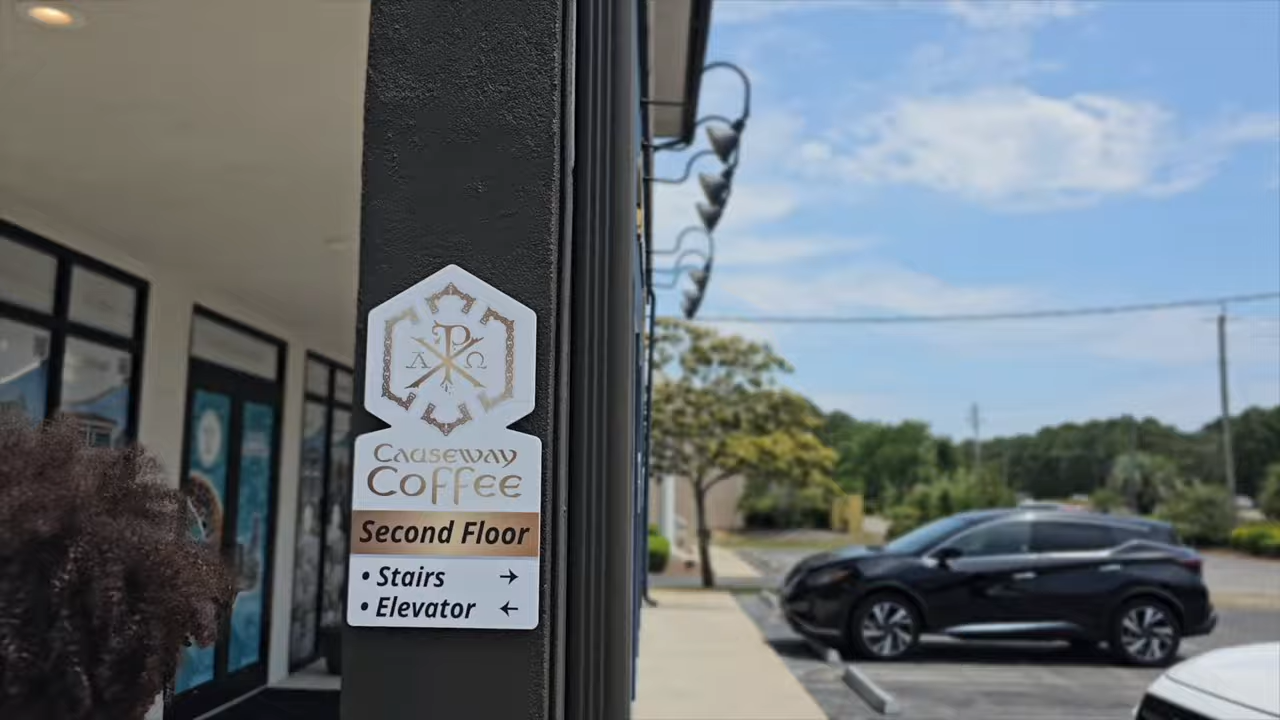 Α Ω
Causeway
Coffee
Second Floor
• Stairs →
• Elevator ←